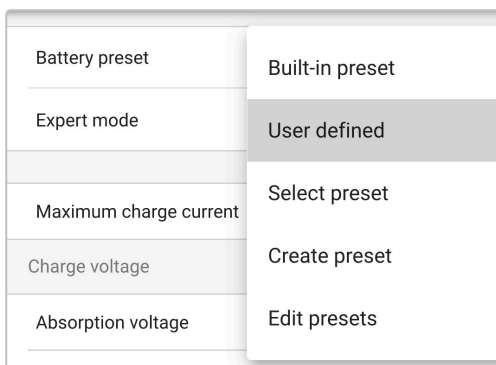 Battery preset
Built-in preset
Expert mode
User defined
Select preset
Maximum charge current
Create preset
Charge voltage
Absorption voltage
Edit presets